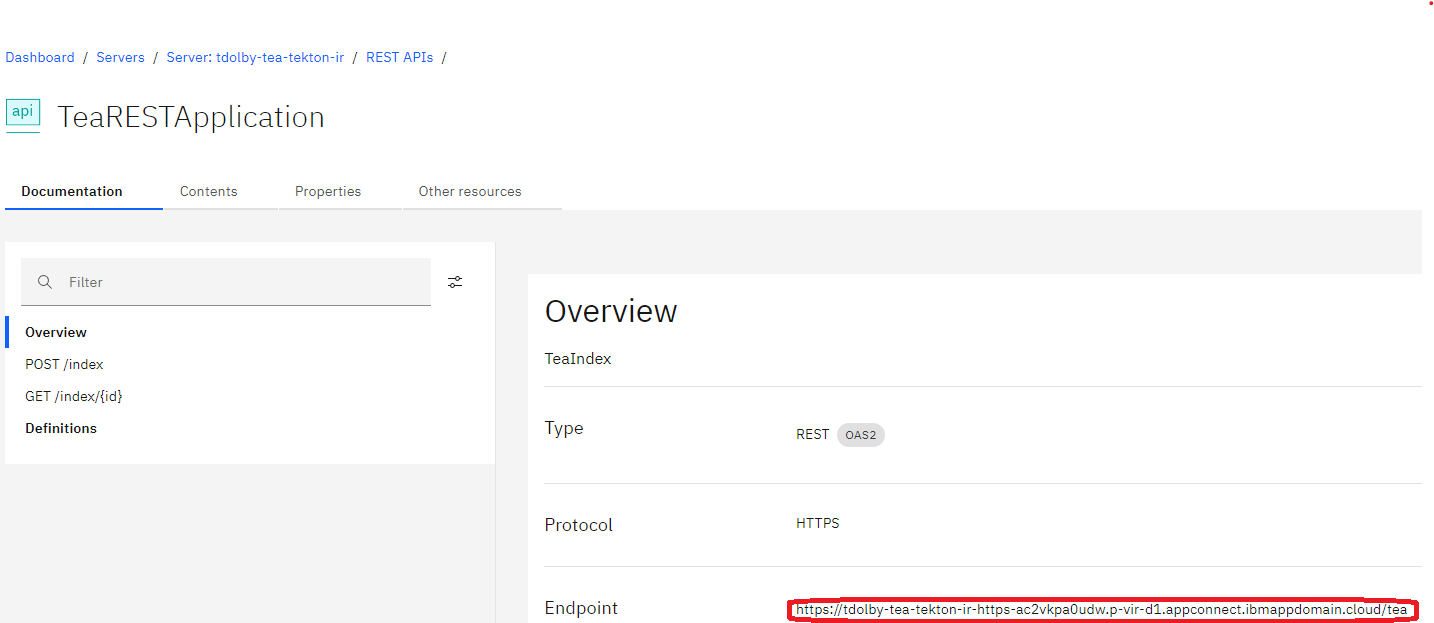 Dashboard / Servers / Server: tdolby-tea-tekton-ir / REST APIs /
api TeaRESTApplication
Documentation Contents Properties Other resources
Filter
Overview
POST /index
GET /index/{id}
Definitions
Overview
TeaIndex
Type REST OAS2
Protocol HTTPS
Endpoint https://tdolby-tea-tekton-ir-https-ac2vkpa0udw.p-vir-d1.appconnect.ibmappdomain.cloud/tea